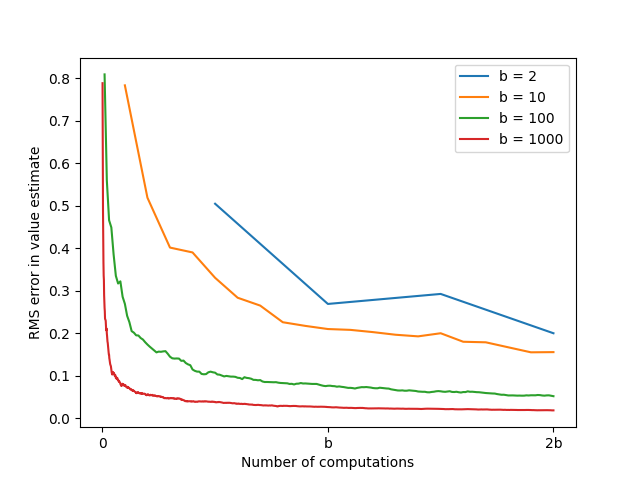 b = 2
b = 10
b = 100
b = 1000
RMS error in value estimate
0.8
0.7
0.6
0.5
0.4
0.3
0.2
0.1
0.0
0
b
2b
Number of computations